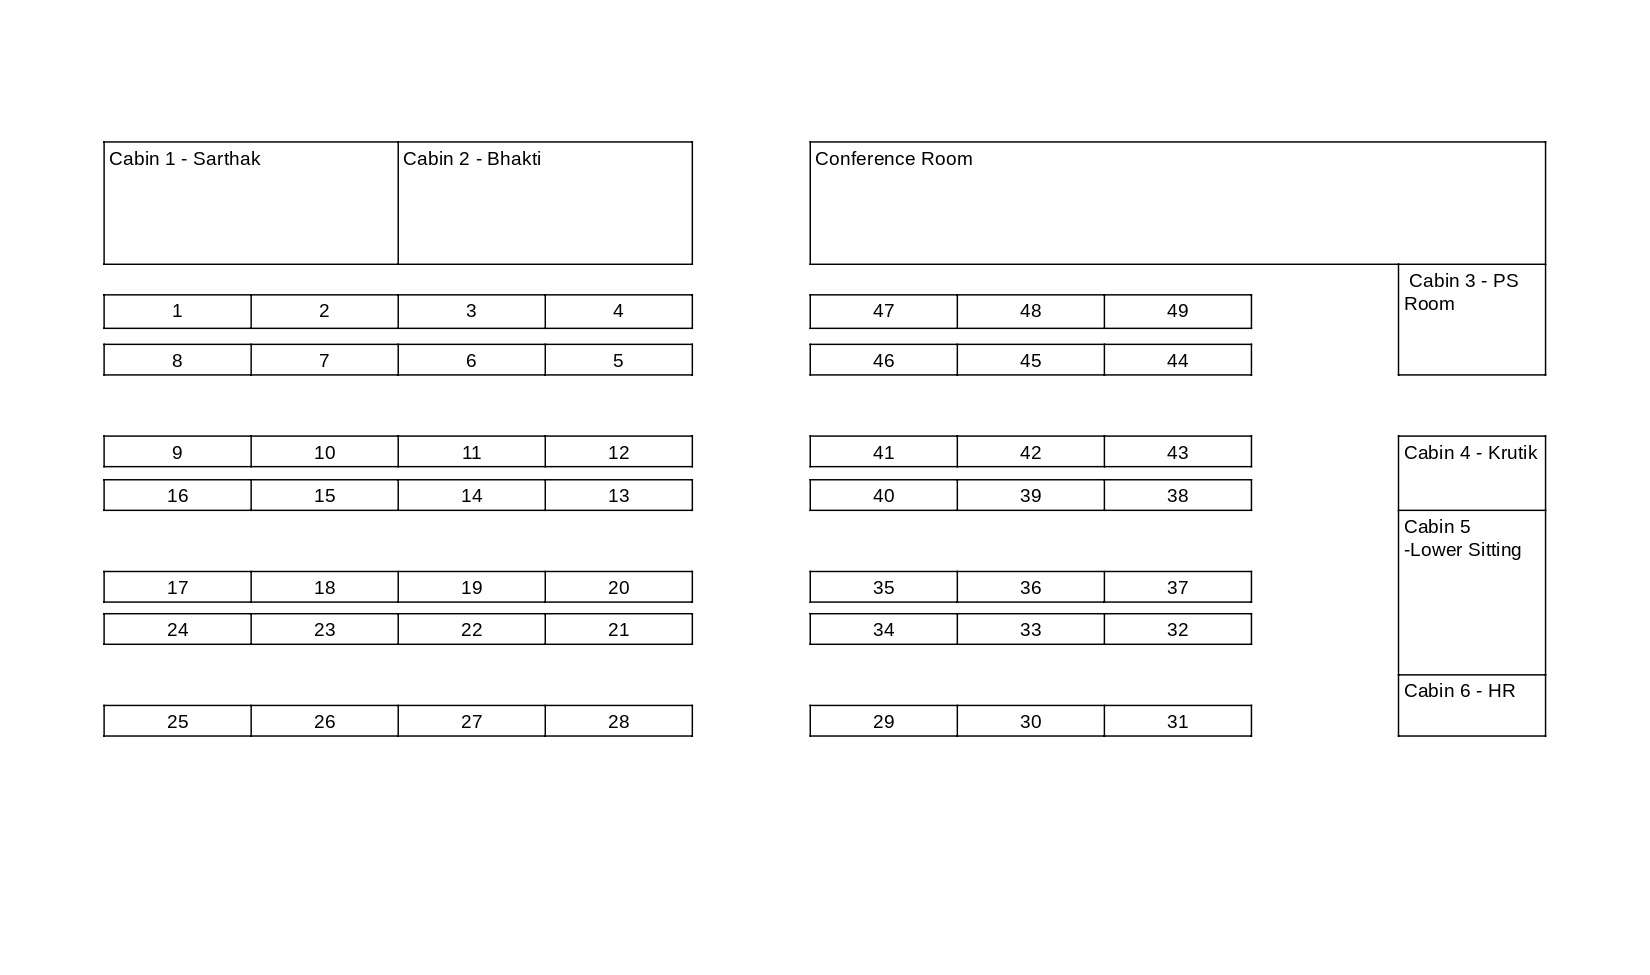 Cabin 1 - Sarthak Cabin 2 - Bhakti Conference Room
Cabin 3 - PS
Room
1 2 3 4 47 48 49
8 7 6 5 46 45 44
9 10 11 12 41 42 43 Cabin 4 - Krutik
16 15 14 13 40 39 38
Cabin 5
-Lower Sitting
17 18 19 20 35 36 37
24 23 22 21 34 33 32
Cabin 6 - HR
25 26 27 28 29 30 31